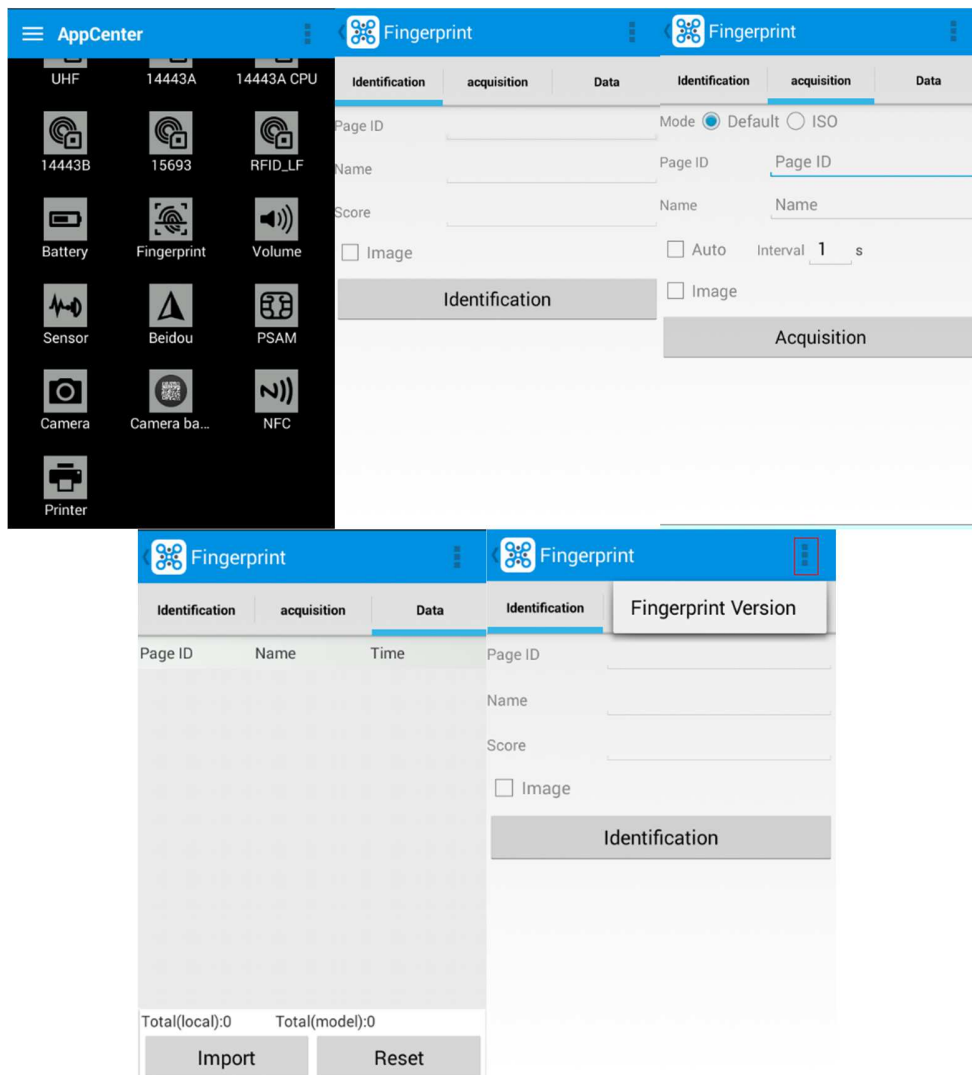 AppCenter
UHF 14443A 14443A CPU
14443B 15693 RFID_LF
Battery Fingerprint Volume
Sensor Beidou PSAM
Camera Camera ba... NFC
Printer
Fingerprint
Identification acquisition Data
Page ID
Name
Score
Image
Identification
Fingerprint
Identification acquisition Data
Mode Default ISO
Page ID Page ID
Name Name
Auto Interval 1 s
Image
Acquisition
Fingerprint
Identification acquisition Data
Page ID Name Time
Total(local):0 Total(model):0
Import Reset
Fingerprint
Identification Fingerprint Version
Page ID
Name
Score
Image
Identification